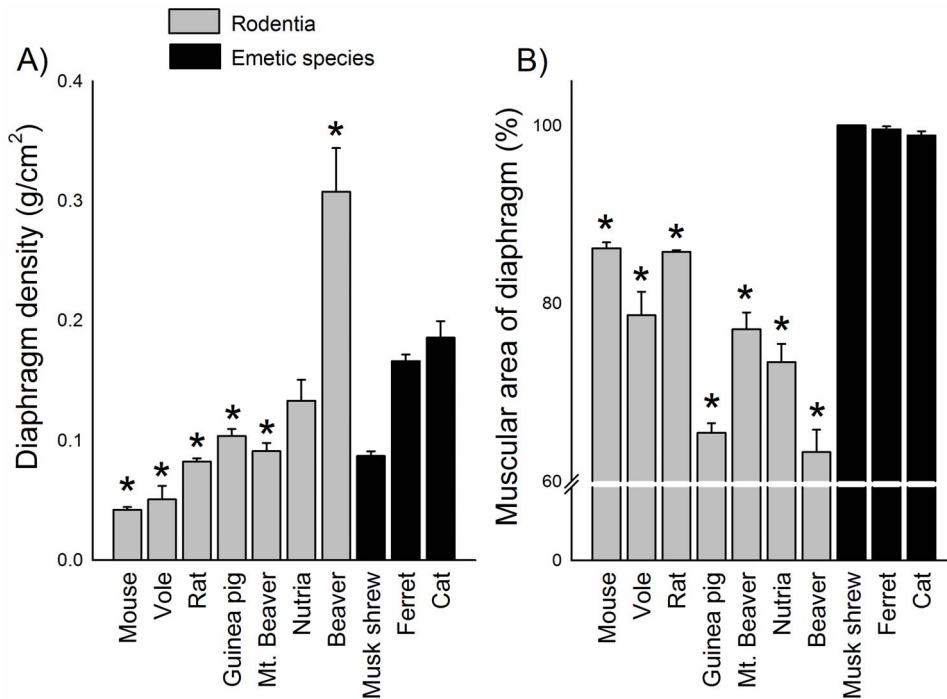 Rodentia
Emetic species
A)
Diaphragm density (g/cm²)
0.4
0.3
0.2
0.1
0.0
*
*
*
*
*
*
Mouse
Vole
Rat
Guinea pig
Mt. Beaver
Nutria
Beaver
Musk shrew
Ferret
Cat
B)
Muscular area of diaphragm (%)
100
80
60
0
*
*
*
*
*
*
*
Mouse
Vole
Rat
Guinea pig
Mt. Beaver
Nutria
Beaver
Musk shrew
Ferret
Cat